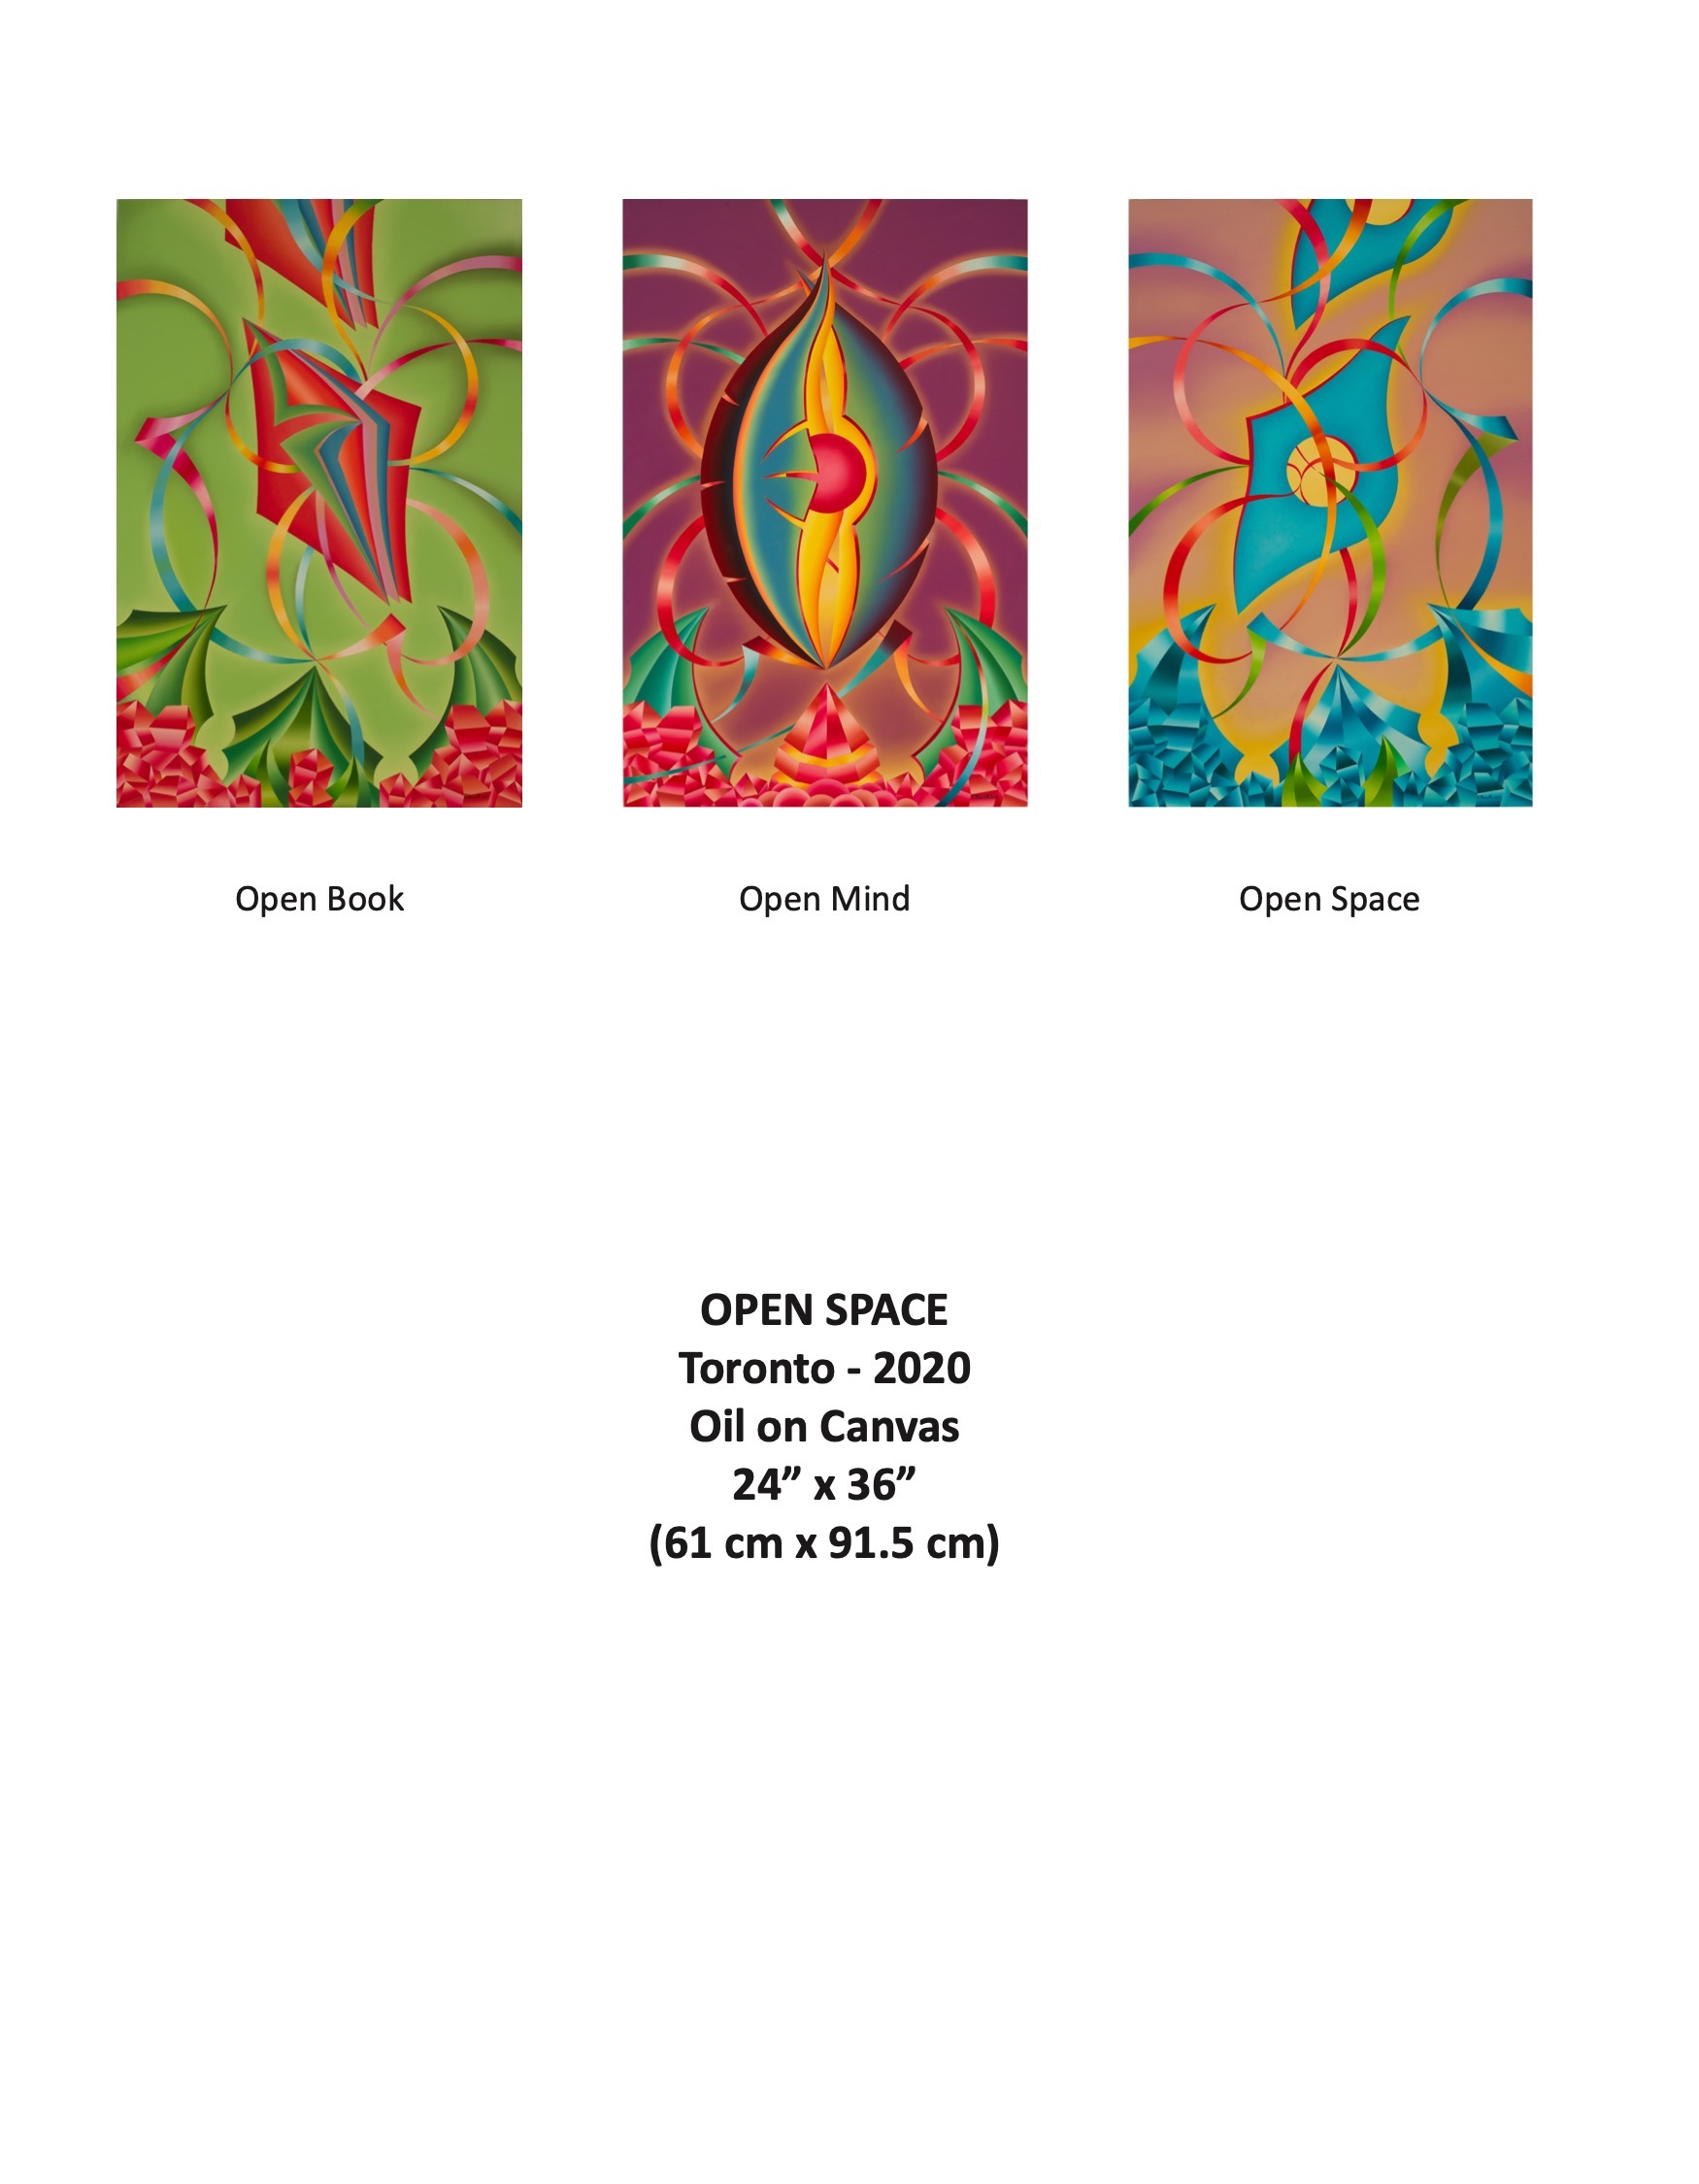 Open Book
Open Mind
Open Space
OPEN SPACE
Toronto - 2020
Oil on Canvas
24” x 36”
(61 cm x 91.5 cm)